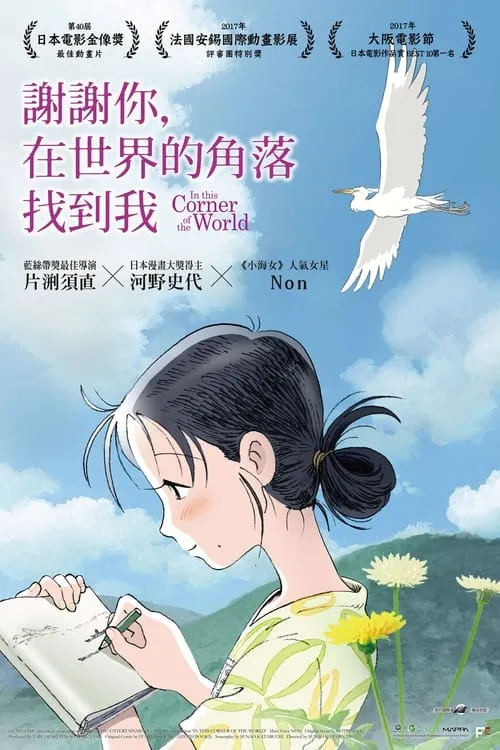 第40屆
日本電影金像獎
最佳動畫片
2017年
法國安錫國際動畫影展
評審團特別獎
2017年
大阪電影節
日本電影作品賞 BEST 10第一名
謝謝你,
在世界的角落
找到我
In this
Corner
of
the World
藍絲帶獎最佳導演
片渕須直
×
日本漫畫大獎得主
河野史代
×
《小海女》人氣女星
Non
GENCO
MAPPA